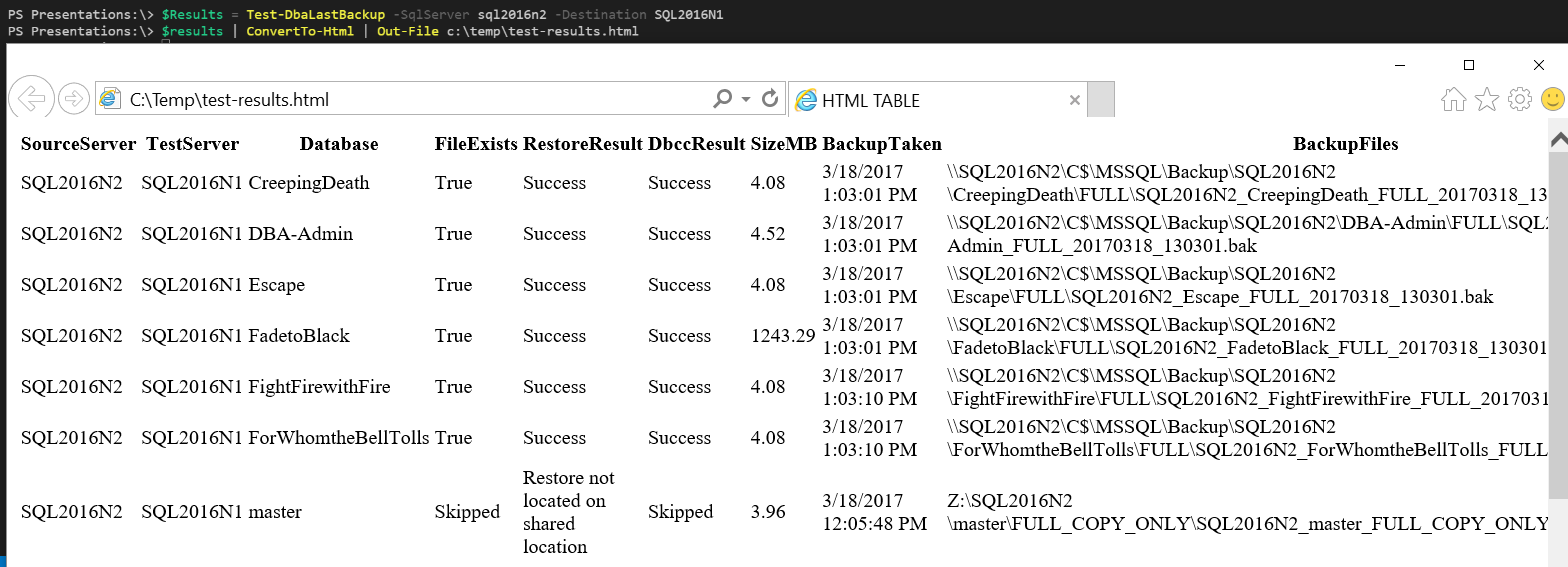 PS Presentations:\> $Results = Test-DbaLastBackup -SqlServer sql2016n2 -Destination SQL2016N1
PS Presentations:\> $results | ConvertTo-Html | Out-File c:\temp\test-results.html
C:\Temp\test-results.html
HTML TABLE
SourceServer TestServer Database FileExists RestoreResult DbccResult SizeMB BackupTaken BackupFiles
SQL2016N2 SQL2016N1 CreepingDeath True Success Success 4.08 3/18/2017 1:03:01 PM \\SQL2016N2\C$\MSSQL\Backup\SQL2016N2
\CreepingDeath\FULL\SQL2016N2_CreepingDeath_FULL_20170318_13
SQL2016N2 SQL2016N1 DBA-Admin True Success Success 4.52 3/18/2017 1:03:01 PM \\SQL2016N2\C$\MSSQL\Backup\SQL2016N2\DBA-Admin\FULL\SQL
Admin_FULL_20170318_130301.bak
SQL2016N2 SQL2016N1 Escape True Success Success 4.08 3/18/2017 1:03:01 PM \\SQL2016N2\C$\MSSQL\Backup\SQL2016N2
\Escape\FULL\SQL2016N2_Escape_FULL_20170318_130301.bak
SQL2016N2 SQL2016N1 FadetoBlack True Success Success 1243.29 3/18/2017 1:03:01 PM \\SQL2016N2\C$\MSSQL\Backup\SQL2016N2
\FadetoBlack\FULL\SQL2016N2_FadetoBlack_FULL_20170318_130301
SQL2016N2 SQL2016N1 FightFirewithFire True Success Success 4.08 3/18/2017 1:03:10 PM \\SQL2016N2\C$\MSSQL\Backup\SQL2016N2
\FightFirewithFire\FULL\SQL2016N2_FightFirewithFire_FULL_2017031
SQL2016N2 SQL2016N1 ForWhomtheBellTolls True Success Success 4.08 3/18/2017 1:03:10 PM \\SQL2016N2\C$\MSSQL\Backup\SQL2016N2
\ForWhomtheBellTolls\FULL\SQL2016N2_ForWhomtheBellTolls_FULL_
SQL2016N2 SQL2016N1 master Skipped Restore not located on shared location Skipped 3.96 3/18/2017 12:05:48 PM Z:\SQL2016N2
\master\FULL_COPY_ONLY\SQL2016N2_master_FULL_COPY_ONLY